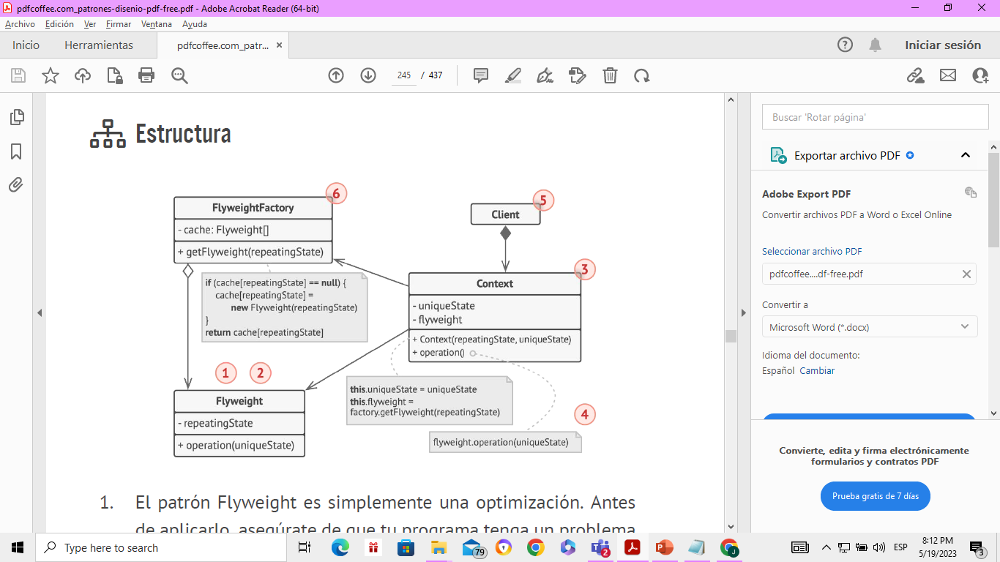 pdfcoffee.com_patrones-disenio-pdf-free.pdf - Adobe Acrobat Reader (64-bit)
Archivo Edición Ver Firmar Ventana Ayuda
Inicio Herramientas pdfcoffee.com_patr... × Iniciar sesión
245 / 437
Estructura
6
FlyweightFactory
- cache: Flyweight[]
+ getFlyweight(repeatingState)
if (cache[repeatingState] == null) {
cache[repeatingState] =
new Flyweight(repeatingState)
}
return cache[repeatingState]
5
Client
3
Context
- uniqueState
- flyweight
+ Context(repeatingState, uniqueState)
+ operation()
1 2
Flyweight
- repeatingState
+ operation(uniqueState)
this.uniqueState = uniqueState
this.flyweight =
factory.getFlyweight(repeatingState)
4
flyweight.operation(uniqueState)
1. El patrón Flyweight es simplemente una optimización. Antes
de aplicarlo, asegúrate de que tu programa tenga un problema
Buscar 'Rotar página'
Exportar archivo PDF
Adobe Export PDF
Convertir archivos PDF a Word o Excel Online
Seleccionar archivo PDF
pdfcoffee....df-free.pdf
Convertir a
Microsoft Word (*.docx)
Idioma del documento:
Español Cambiar
Convierte, edita y firma electrónicamente
formularios y contratos PDF
Prueba gratis de 7 días
Type here to search
79
2
ESP
8:12 PM
5/19/2023
3